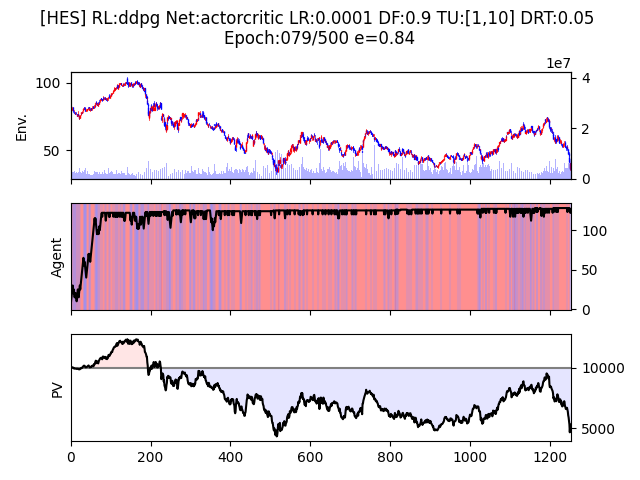 [HES] RL:ddpg Net:actorcritic LR:0.0001 DF:0.9 TU:[1,10] DRT:0.05
Epoch:079/500 e=0.84
1e7
100
50
Env.
4
2
0
Agent
100
50
0
PV
10000
5000
0 200 400 600 800 1000 1200